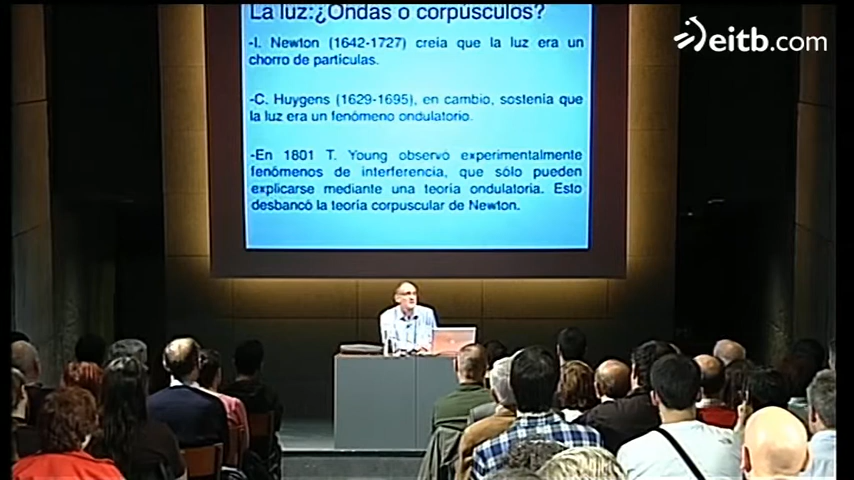 La luz:¿Ondas o corpúsculos?
eitb.com
-I. Newton (1642-1727) creía que la luz era un
chorro de partículas.
-C. Huygens (1629-1695), en cambio, sostenía que
la luz era un fenómeno ondulatorio.
-En 1801 T. Young observó experimentalmente
fenómenos de interferencia, que sólo pueden
explicarse mediante una teoría ondulatoria. Esto
desbancó la teoría corpuscular de Newton.